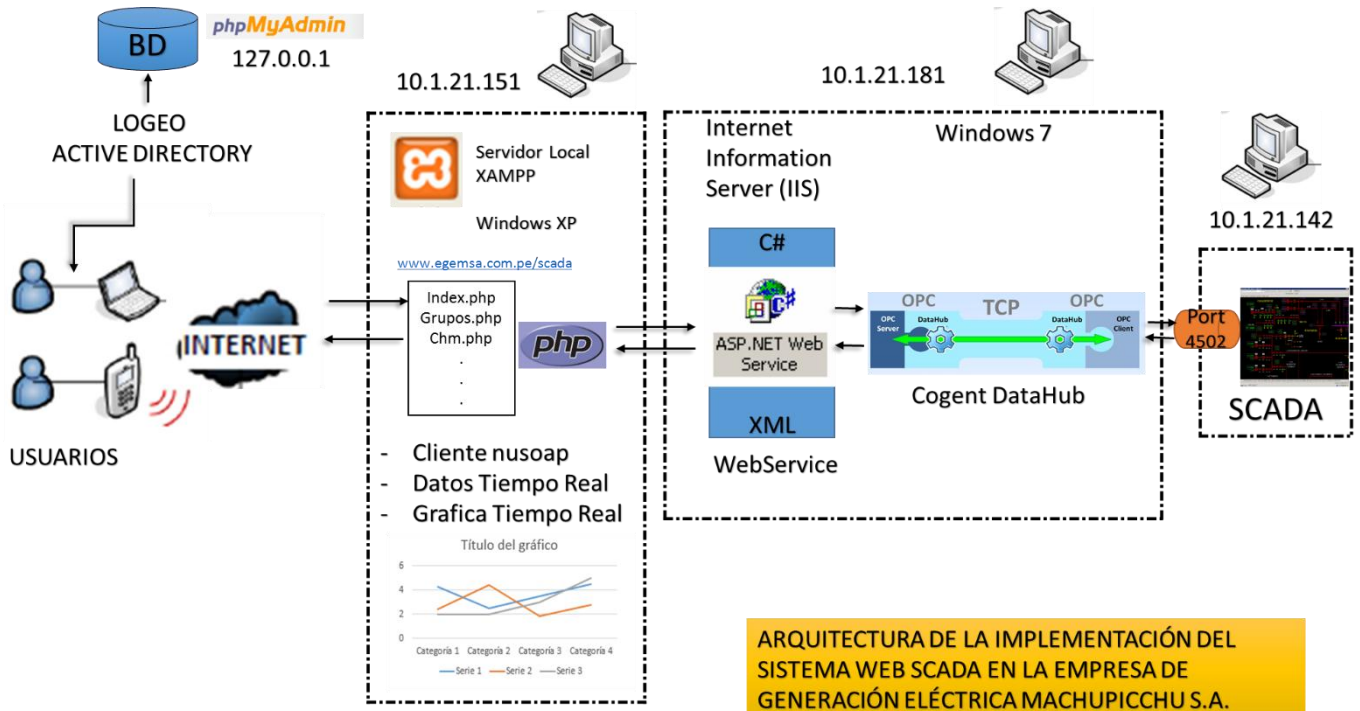 BD
phpMyAdmin
127.0.0.1
LOGEO
ACTIVE DIRECTORY
INTERNET
USUARIOS
10.1.21.151
Servidor Local
XAMPP
Windows XP
www.egemsa.com.pe/scada
Index.php
Grupos.php
Chm.php
.
.
.
php
- Cliente nusoap
- Datos Tiempo Real
- Grafica Tiempo Real
Título del gráfico
6
4
2
0
Categoría 1 Categoría 2 Categoría 3 Categoría 4
Serie 1 Serie 2 Serie 3
10.1.21.181
Internet
Information
Server (IIS)
Windows 7
C#
C#
ASP.NET Web
Service
XML
WebService
OPC TCP OPC
OPC
Server
DataHub
DataHub
OPC
Client
Cogent DataHub
10.1.21.142
Port
4502
SCADA
ARQUITECTURA DE LA IMPLEMENTACIÓN DEL
SISTEMA WEB SCADA EN LA EMPRESA DE
GENERACIÓN ELÉCTRICA MACHUPICCHU S.A.